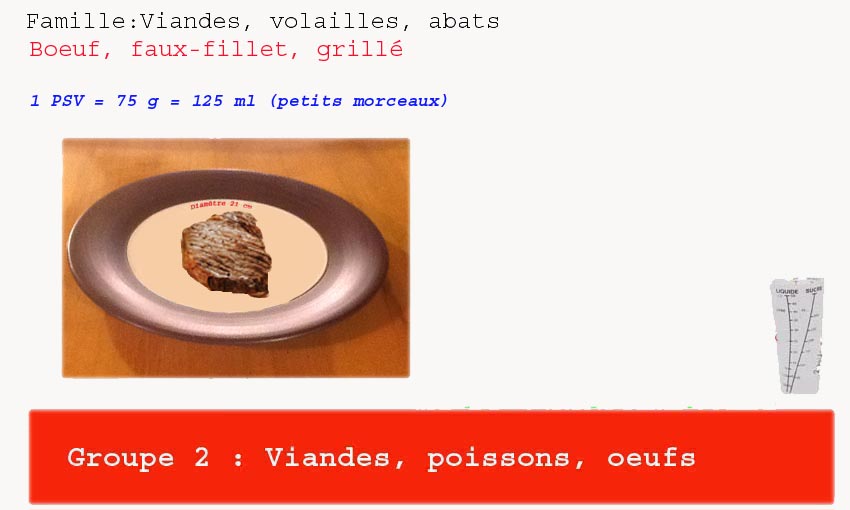 Famille:Viandes, volailles, abats
Boeuf, faux-fillet, grillé
1 PSV = 75 g = 125 ml (petits morceaux)
Diamètre 21 cm
LIQUIDE SUCRE
Groupe 2 : Viandes, poissons, oeufs